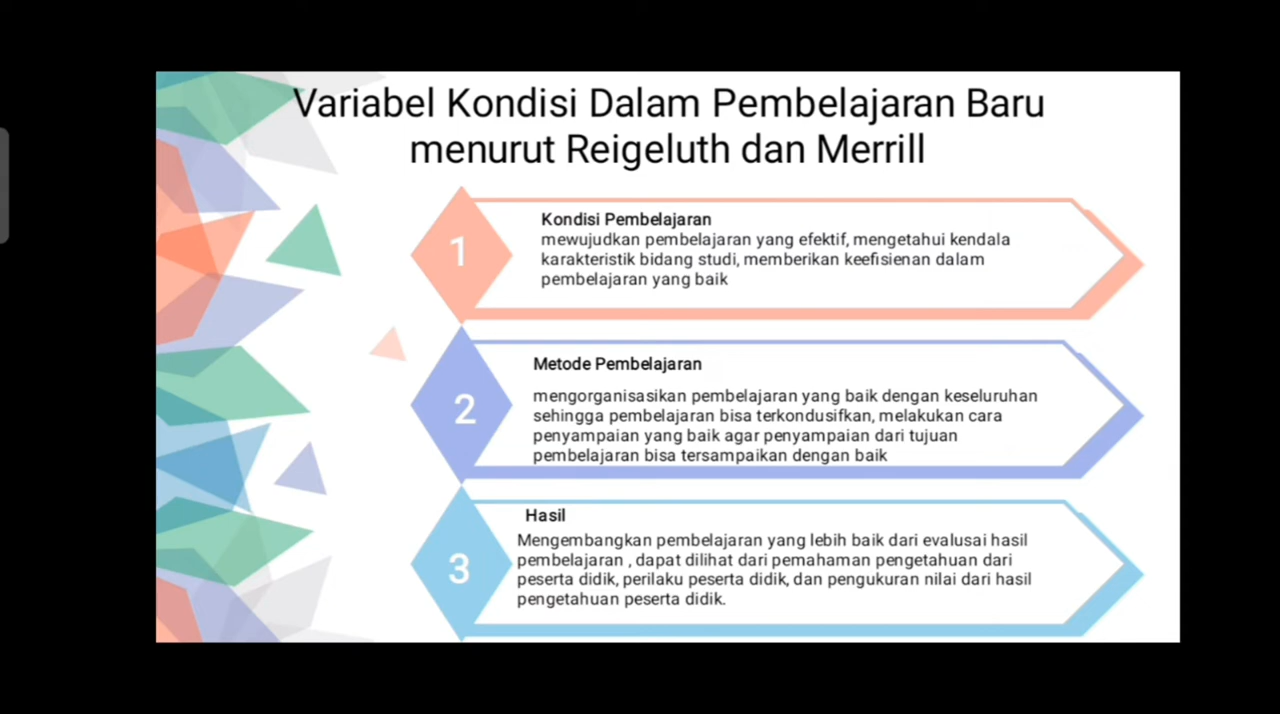 Variabel Kondisi Dalam Pembelajaran Baru
menurut Reigeluth dan Merrill
1
Kondisi Pembelajaran
mewujudkan pembelajaran yang efektif, mengetahui kendala
karakteristik bidang studi, memberikan keefisienan dalam
pembelajaran yang baik
2
Metode Pembelajaran
mengorganisasikan pembelajaran yang baik dengan keseluruhan
sehingga pembelajaran bisa terkondusifkan, melakukan cara
penyampaian yang baik agar penyampaian dari tujuan
pembelajaran bisa tersampaikan dengan baik
3
Hasil
Mengembangkan pembelajaran yang lebih baik dari evalusai hasil
pembelajaran , dapat dilihat dari pemahaman pengetahuan dari
peserta didik, perilaku peserta didik, dan pengukuran nilai dari hasil
pengetahuan peserta didik.